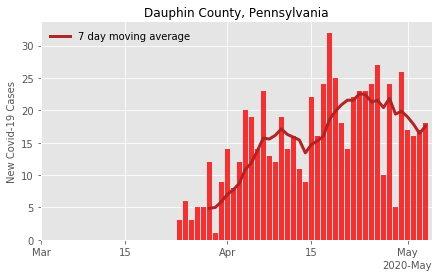 Dauphin County, Pennsylvania
7 day moving average
New Covid-19 Cases
30
25
20
15
10
5
0
Mar 15 Apr 15 May
2020-May